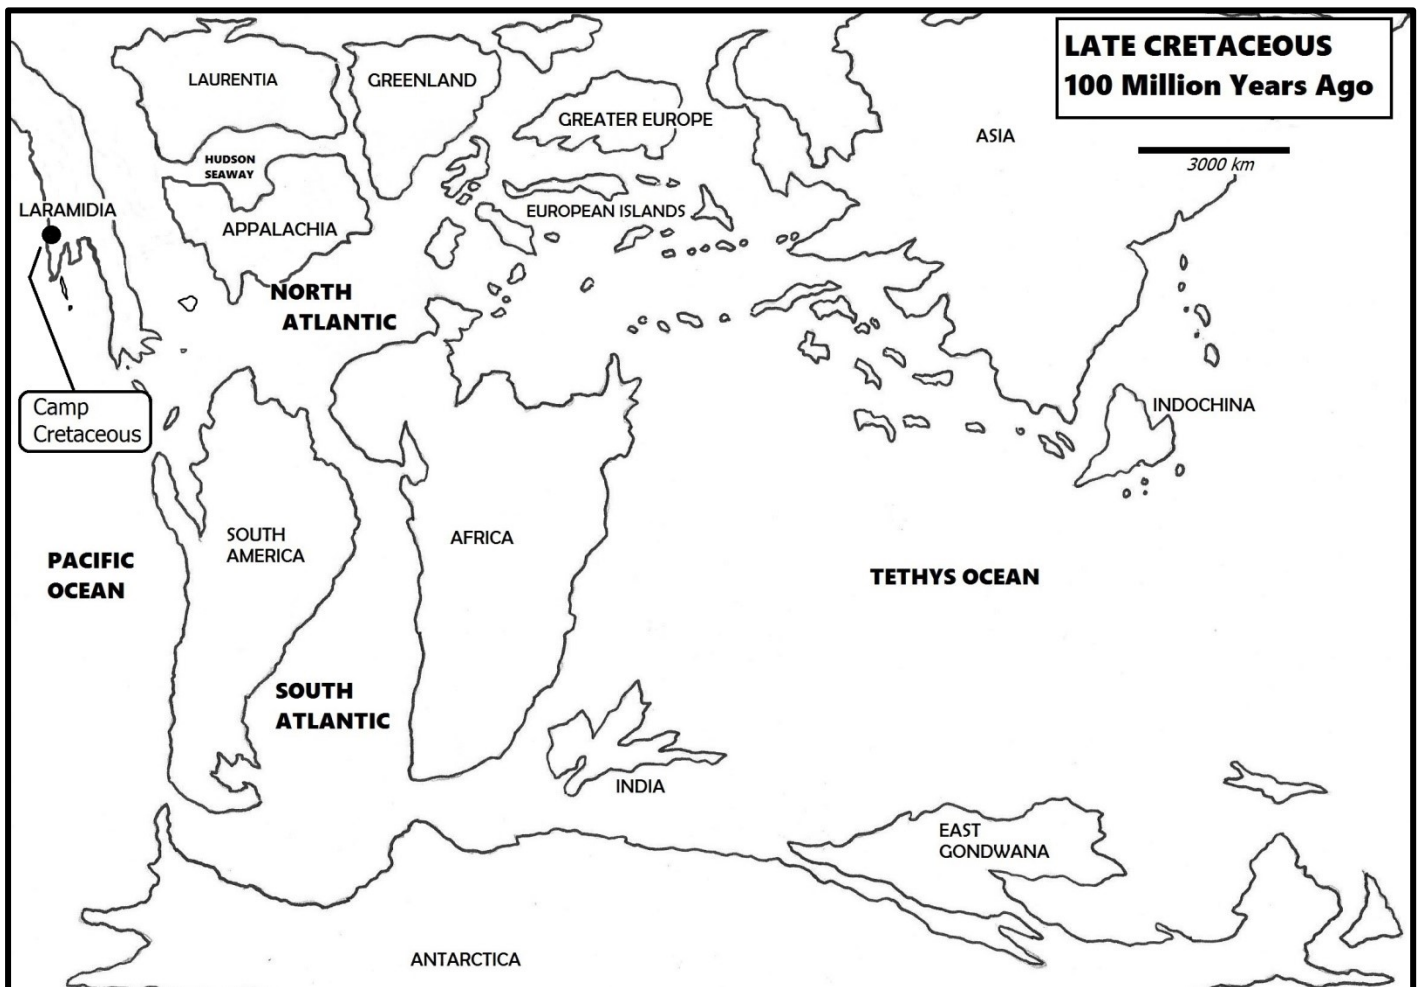 LATE CRETACEOUS
100 Million Years Ago
3000 km
LAURENTIA
GREENLAND
GREATER EUROPE
ASIA
HUDSON
SEAWAY
LARAMIDIA
APPALACHIA
EUROPEAN ISLANDS
NORTH
ATLANTIC
Camp
Cretaceous
INDOCHINA
SOUTH
AMERICA
AFRICA
PACIFIC
OCEAN
TETHYS OCEAN
SOUTH
ATLANTIC
INDIA
EAST
GONDWANA
ANTARCTICA